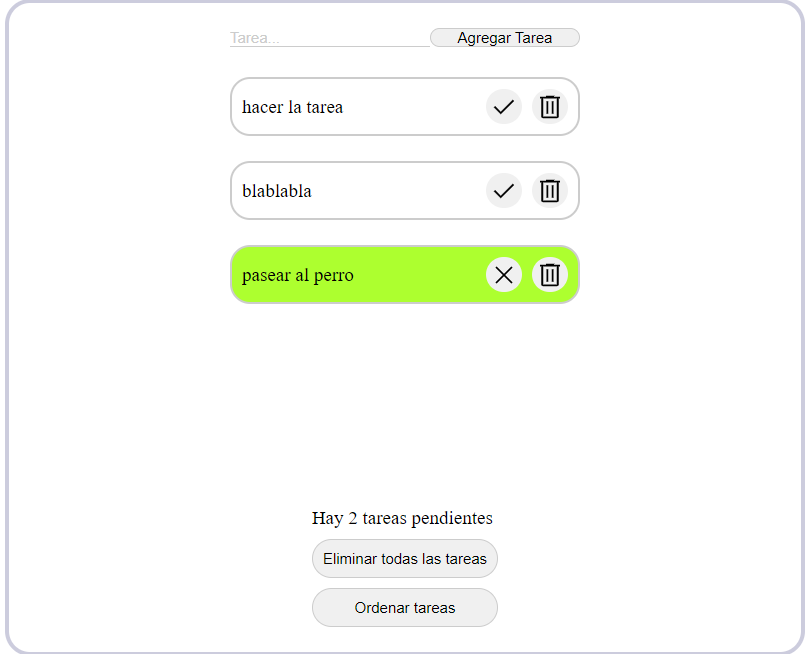 Tarea...
Agregar Tarea
hacer la tarea
blablabla
pasear al perro
Hay 2 tareas pendientes
Eliminar todas las tareas
Ordenar tareas